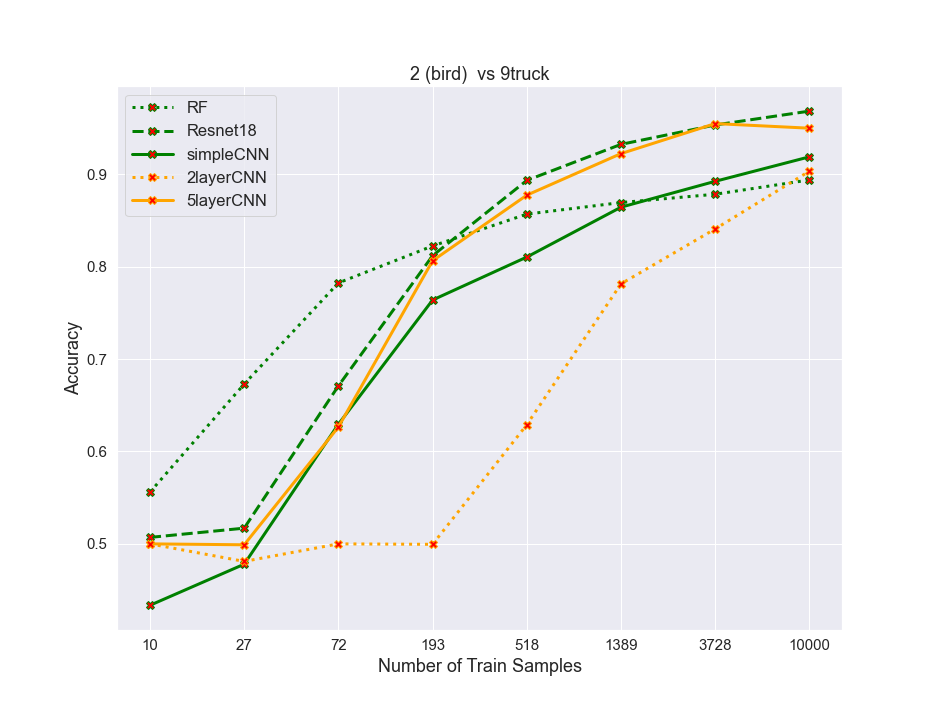 2 (bird)  vs 9truck
RF
Resnet18
simpleCNN
2layerCNN
5layerCNN
Accuracy
0.9
0.8
0.7
0.6
0.5
10 27 72 193 518 1389 3728 10000
Number of Train Samples